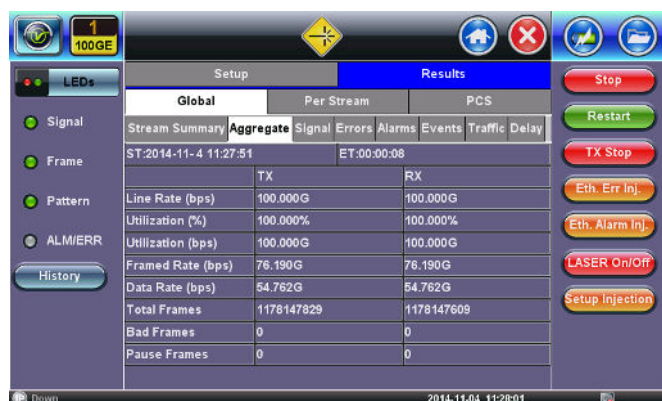 1
100GE
LEDs
Setup
Results
Stop
Global
Per Stream
PCS
Restart
Signal
Stream Summary Aggregate Signal Errors Alarms Events Traffic Delay
ST:2014-11- 4 11:27:51
ET:00:00:08
TX Stop
Frame
TX
RX
Eth. Err Inj.
Pattern
Line Rate (bps) 100.000G 100.000G
Utilization (%) 100.000% 100.000%
Eth. Alarm Inj.
ALM/ERR
Utilization (bps) 100.000G 100.000G
Framed Rate (bps) 76.190G 76.190G
LASER On/Off
History
Data Rate (bps) 54.762G 54.762G
Total Frames 1178147829 1178147609
Setup Injection
Bad Frames 0 0
Pause Frames 0 0
IP Down
2014-11-04 11:28:01